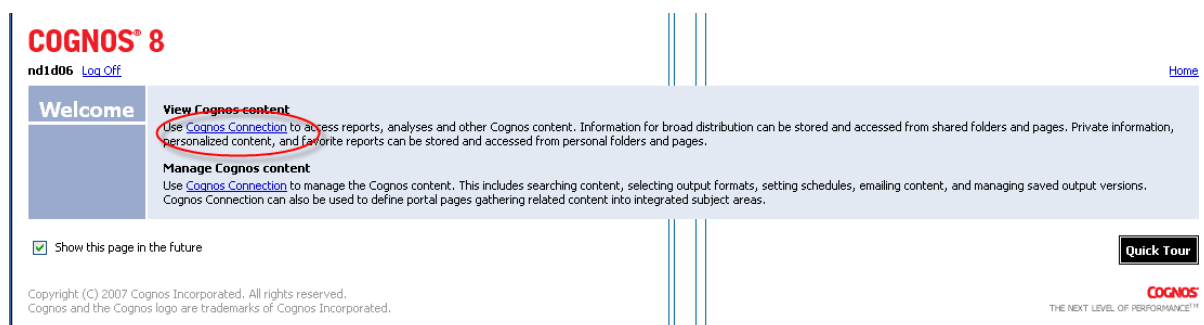 COGNOS® 8
nd1d06 Log Off Home
Welcome
View Cognos content
Use Cognos Connection to access reports, analyses and other Cognos content. Information for broad distribution can be stored and accessed from shared folders and pages. Private information,
personalized content, and favorite reports can be stored and accessed from personal folders and pages.
Manage Cognos content
Use Cognos Connection to manage the Cognos content. This includes searching content, selecting output formats, setting schedules, emailing content, and managing saved output versions.
Cognos Connection can also be used to define portal pages gathering related content into integrated subject areas.
Show this page in the future
Quick Tour
Copyright (C) 2007 Cognos Incorporated. All rights reserved.
Cognos and the Cognos logo are trademarks of Cognos Incorporated.
COGNOS
THE NEXT LEVEL OF PERFORMANCE™